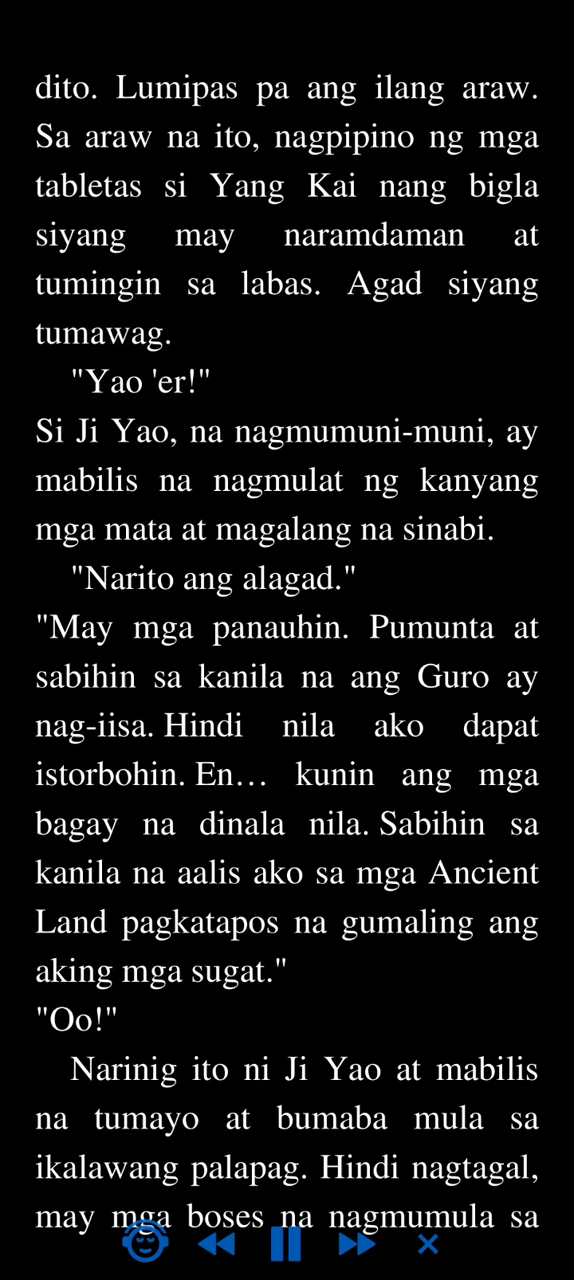 dito. Lumipas pa ang ilang araw.
Sa araw na ito, nagpipino ng mga
tabletas si Yang Kai nang bigla
siyang may naramdaman at
tumingin sa labas. Agad siyang
tumawag.
"Yao 'er!"
Si Ji Yao, na nagmumuni-muni, ay
mabilis na nagmulat ng kanyang
mga mata at magalang na sinabi.
"Narito ang alagad."
"May mga panauhin. Pumunta at
sabihin sa kanila na ang Guro ay
nag-iisa. Hindi nila ako dapat
istorbohin. En… kunin ang mga
bagay na dinala nila. Sabihin sa
kanila na aalis ako sa mga Ancient
Land pagkatapos na gumaling ang
aking mga sugat."
"Oo!"
Narinig ito ni Ji Yao at mabilis
na tumayo at bumaba mula sa
ikalawang palapag. Hindi nagtagal,
may mga boses na nagmumula sa